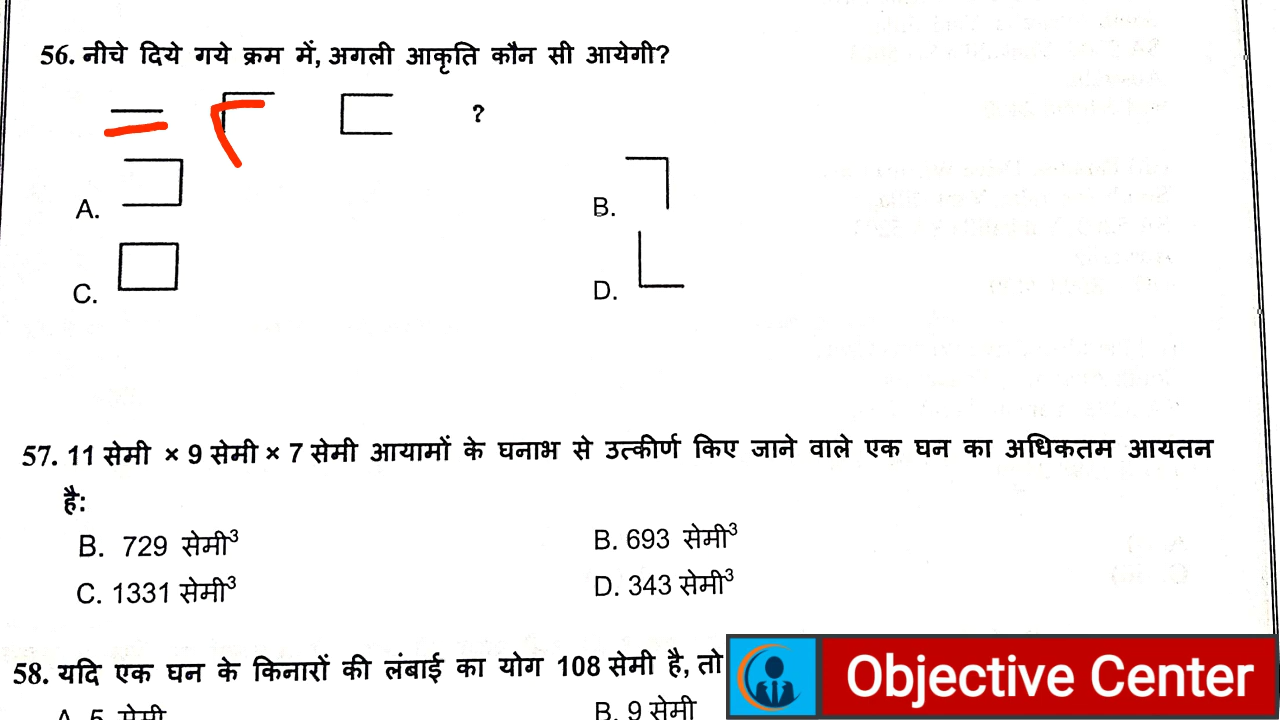 56. नीचे दिये गये क्रम में, अगली आकृति कौन सी आयेगी?
?
A.
B.
C.
D.
57. 11 सेमी × 9 सेमी × 7 सेमी आयामों के घनाभ से उत्कीर्ण किए जाने वाले एक घन का अधिकतम आयतन
है:
B. 729 सेमी³
B. 693 सेमी³
C. 1331 सेमी³
D. 343 सेमी³
58. यदि एक घन के किनारों की लंबाई का योग 108 सेमी है, तो
A. 5 सेमी
B. 9 सेमी
Objective Center